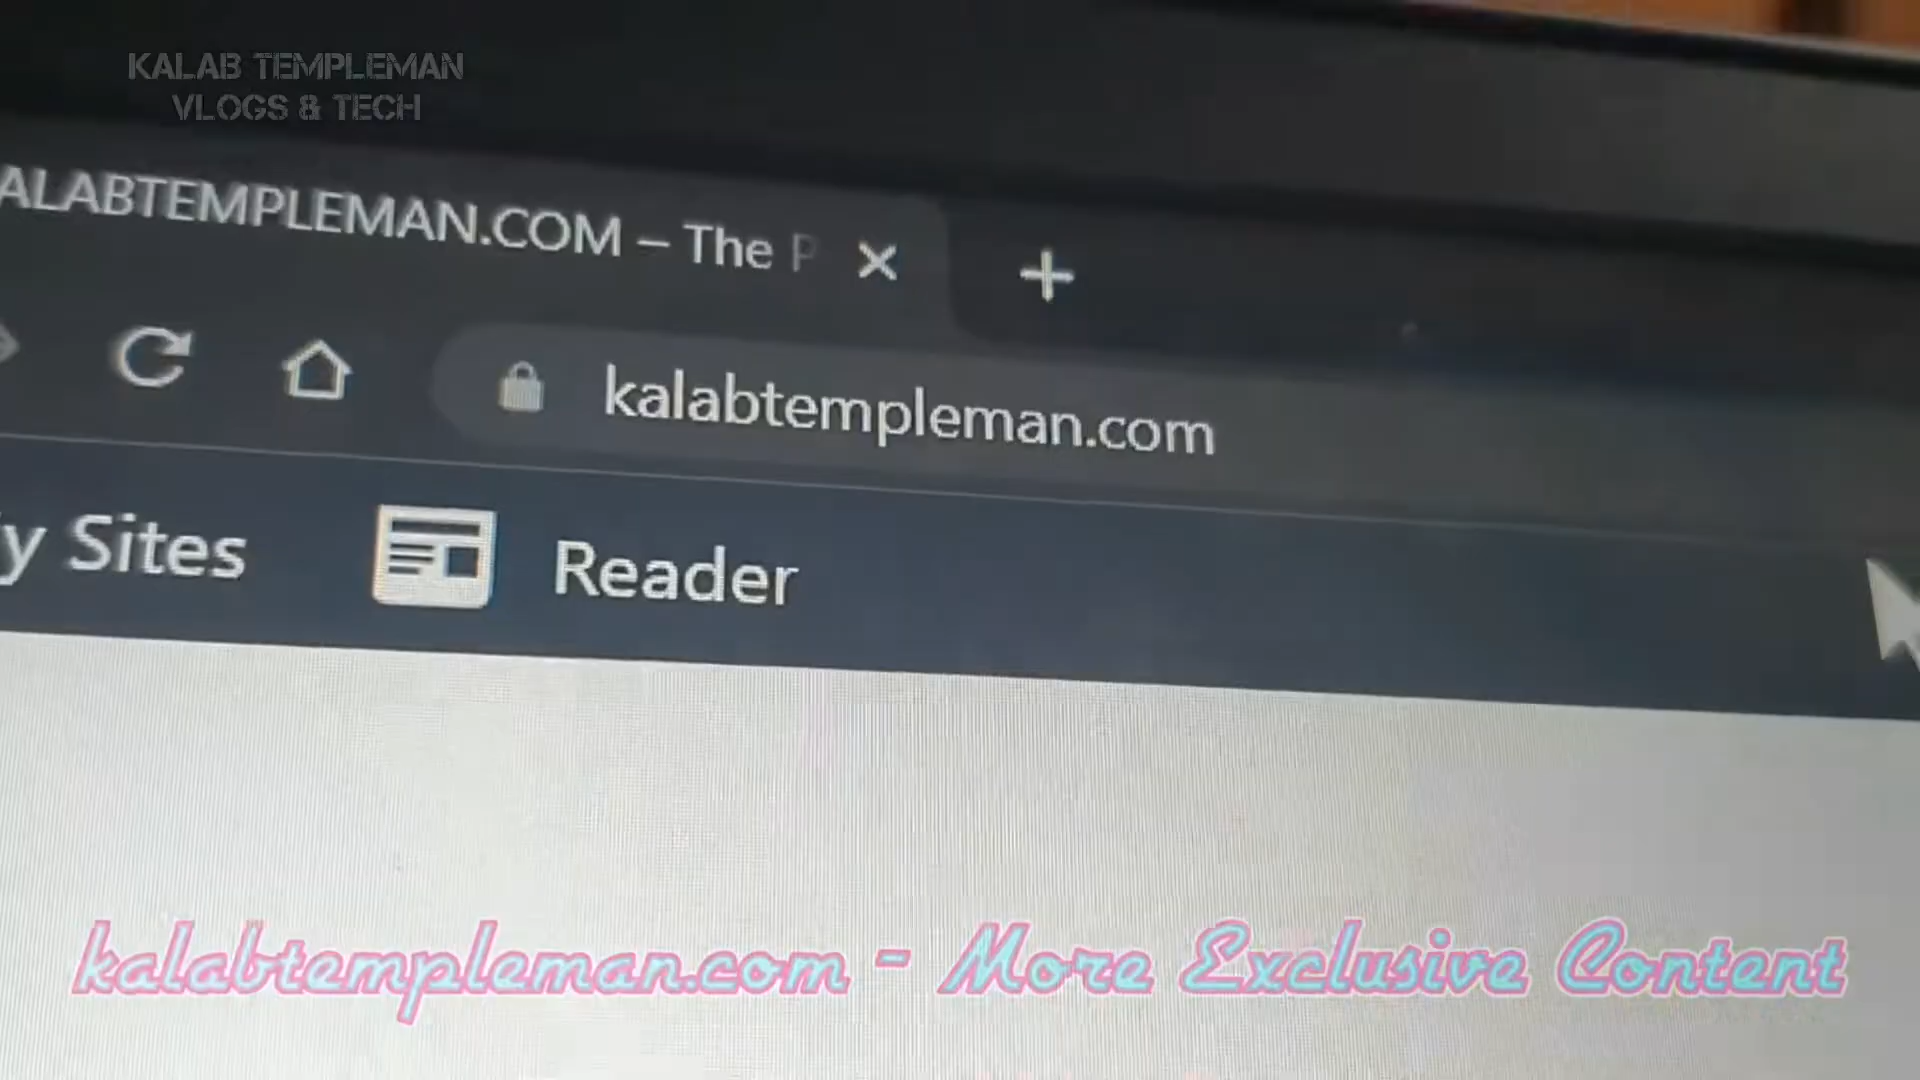 KALAB TEMPLEMAN
VLOGS & TECH
ALABTEMPLEMAN.COM – The P
kalabtempleman.com
y Sites
Reader
kalabtempleman.com - More Exclusive Content